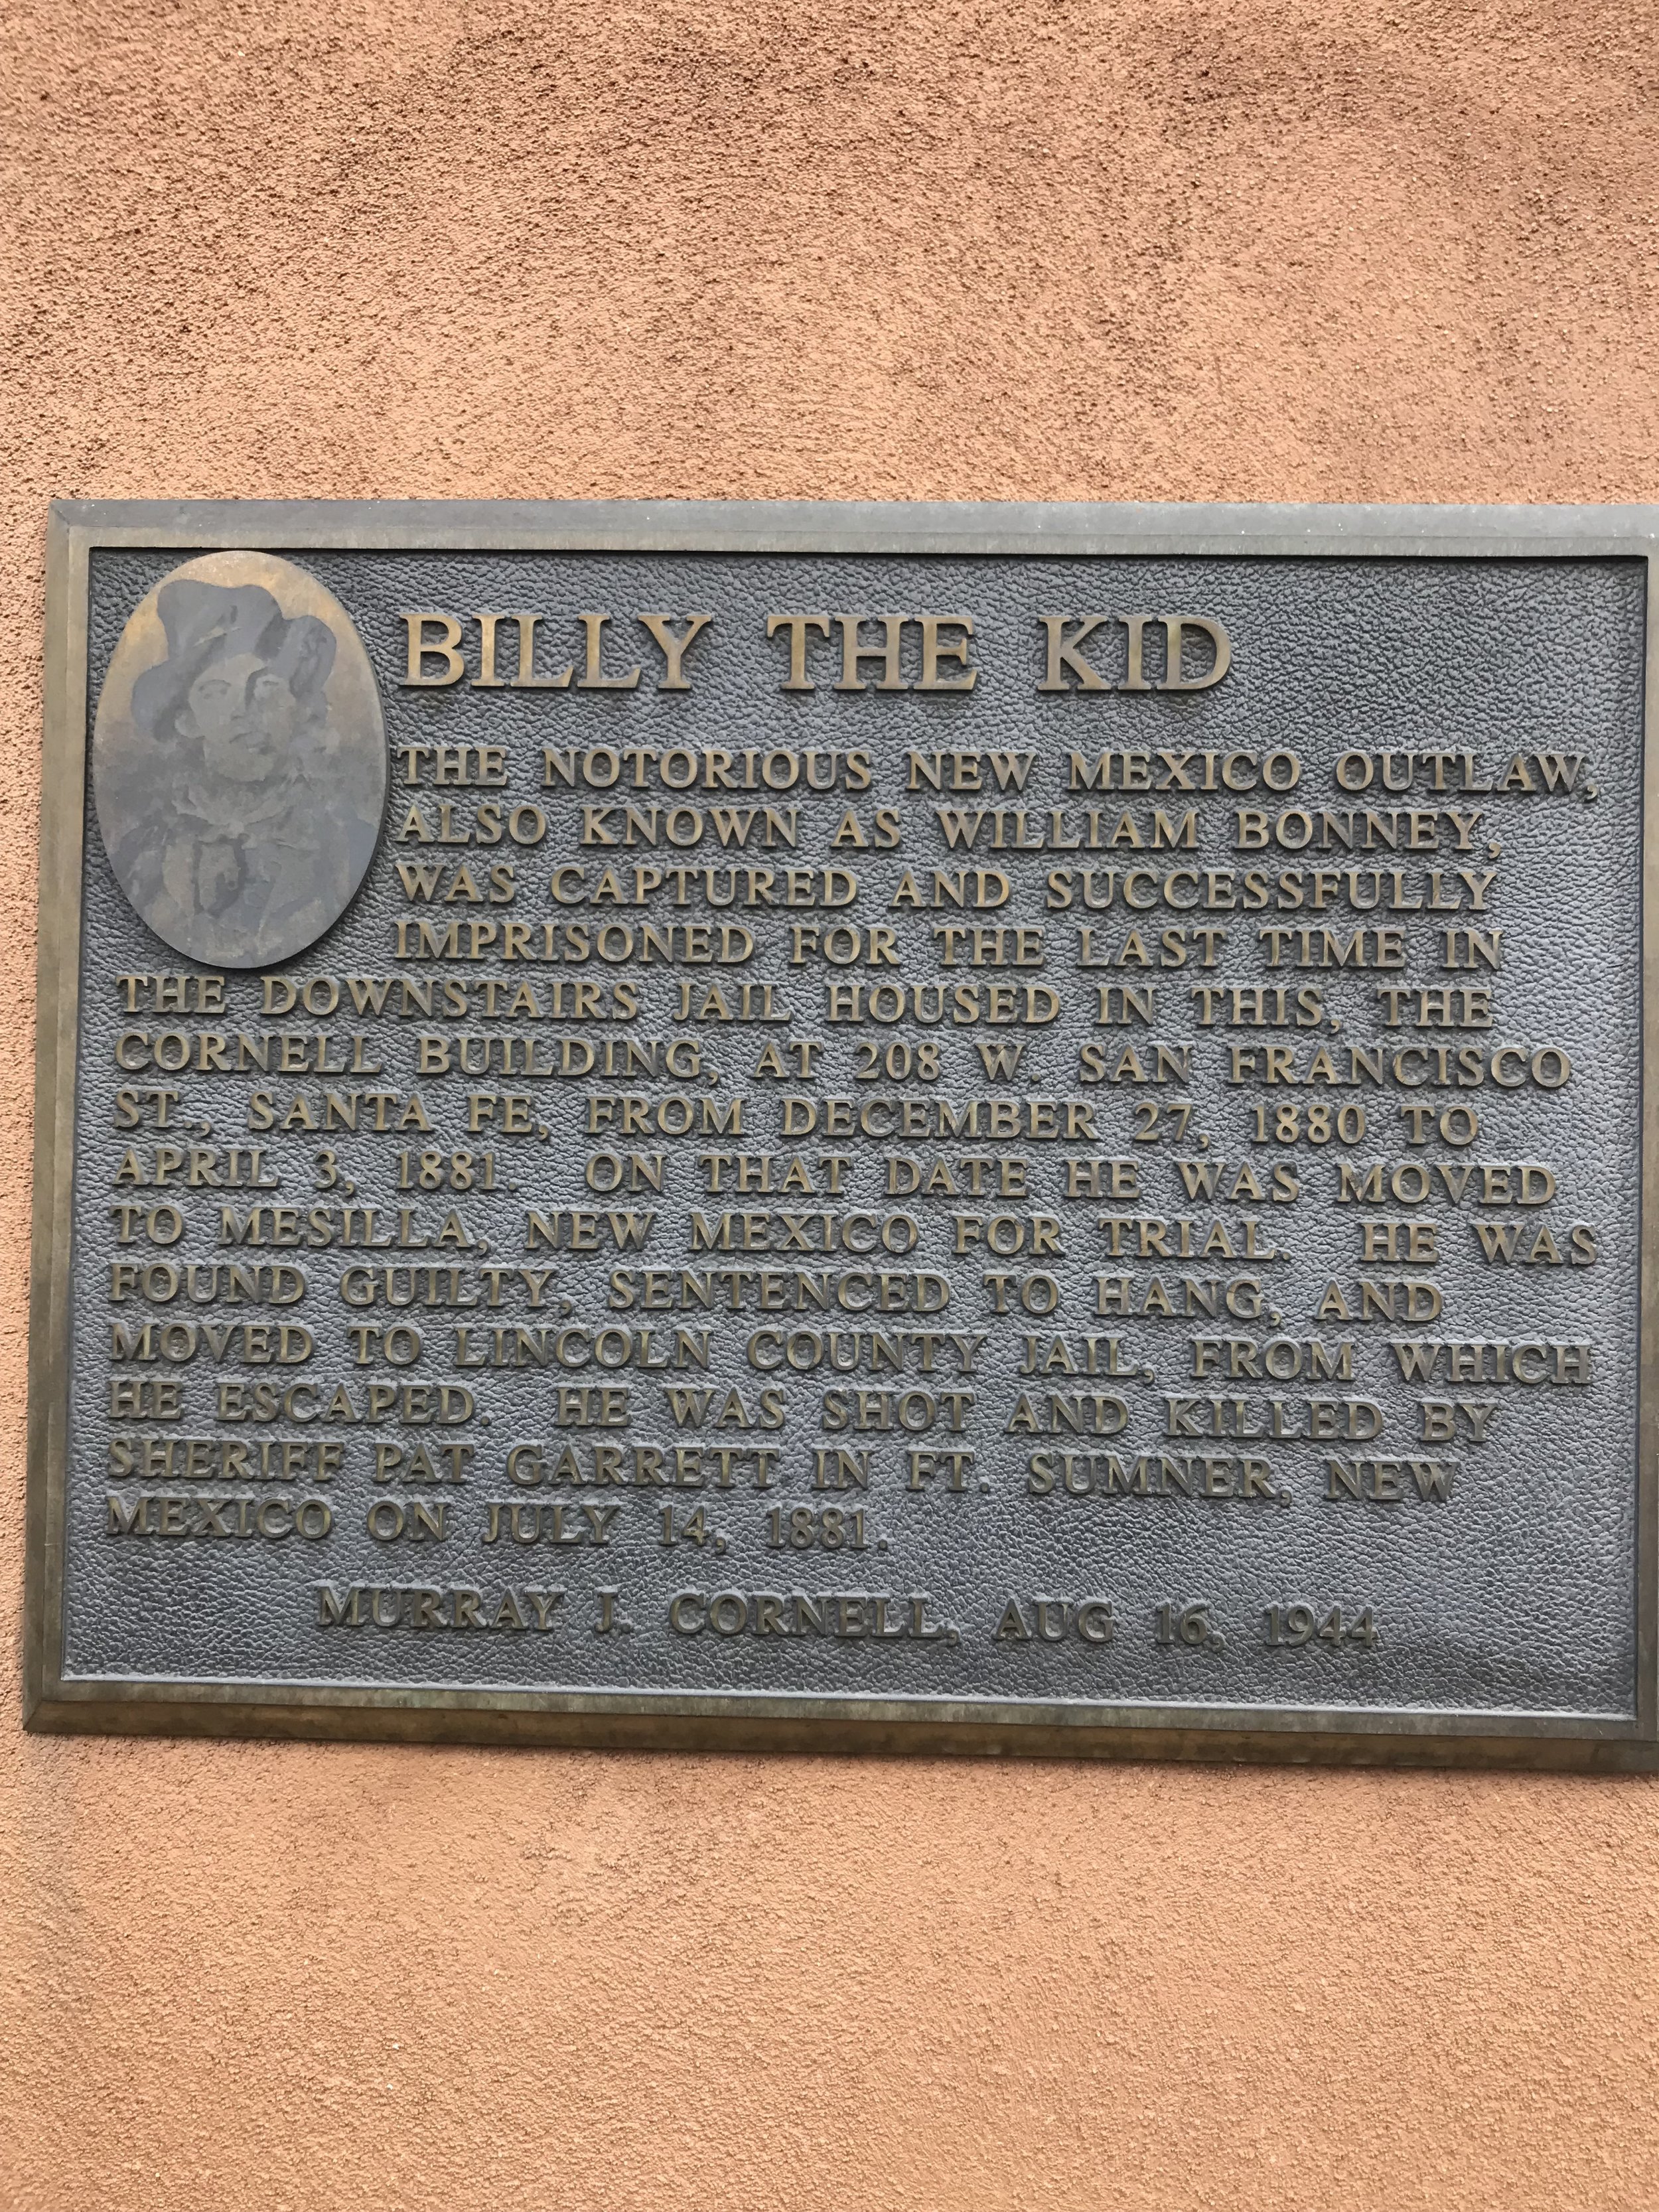 BILLY THE KID
THE NOTORIOUS NEW MEXICO OUTLAW,
ALSO KNOWN AS WILLIAM BONNEY,
WAS CAPTURED AND SUCCESSFULLY
IMPRISONED FOR THE LAST TIME IN
THE DOWNSTAIRS JAIL HOUSED IN THIS, THE
CORNELL BUILDING, AT 208 W. SAN FRANCISCO
ST., SANTA FE, FROM DECEMBER 27, 1880 TO
APRIL 3, 1881. ON THAT DATE HE WAS MOVED
TO MESILLA, NEW MEXICO FOR TRIAL. HE WAS
FOUND GUILTY, SENTENCED TO HANG, AND
MOVED TO LINCOLN COUNTY JAIL, FROM WHICH
HE ESCAPED. HE WAS SHOT AND KILLED BY
SHERIFF PAT GARRETT IN FT. SUMNER, NEW
MEXICO ON JULY 14, 1881.
MURRAY J. CORNELL, AUG 16, 1944